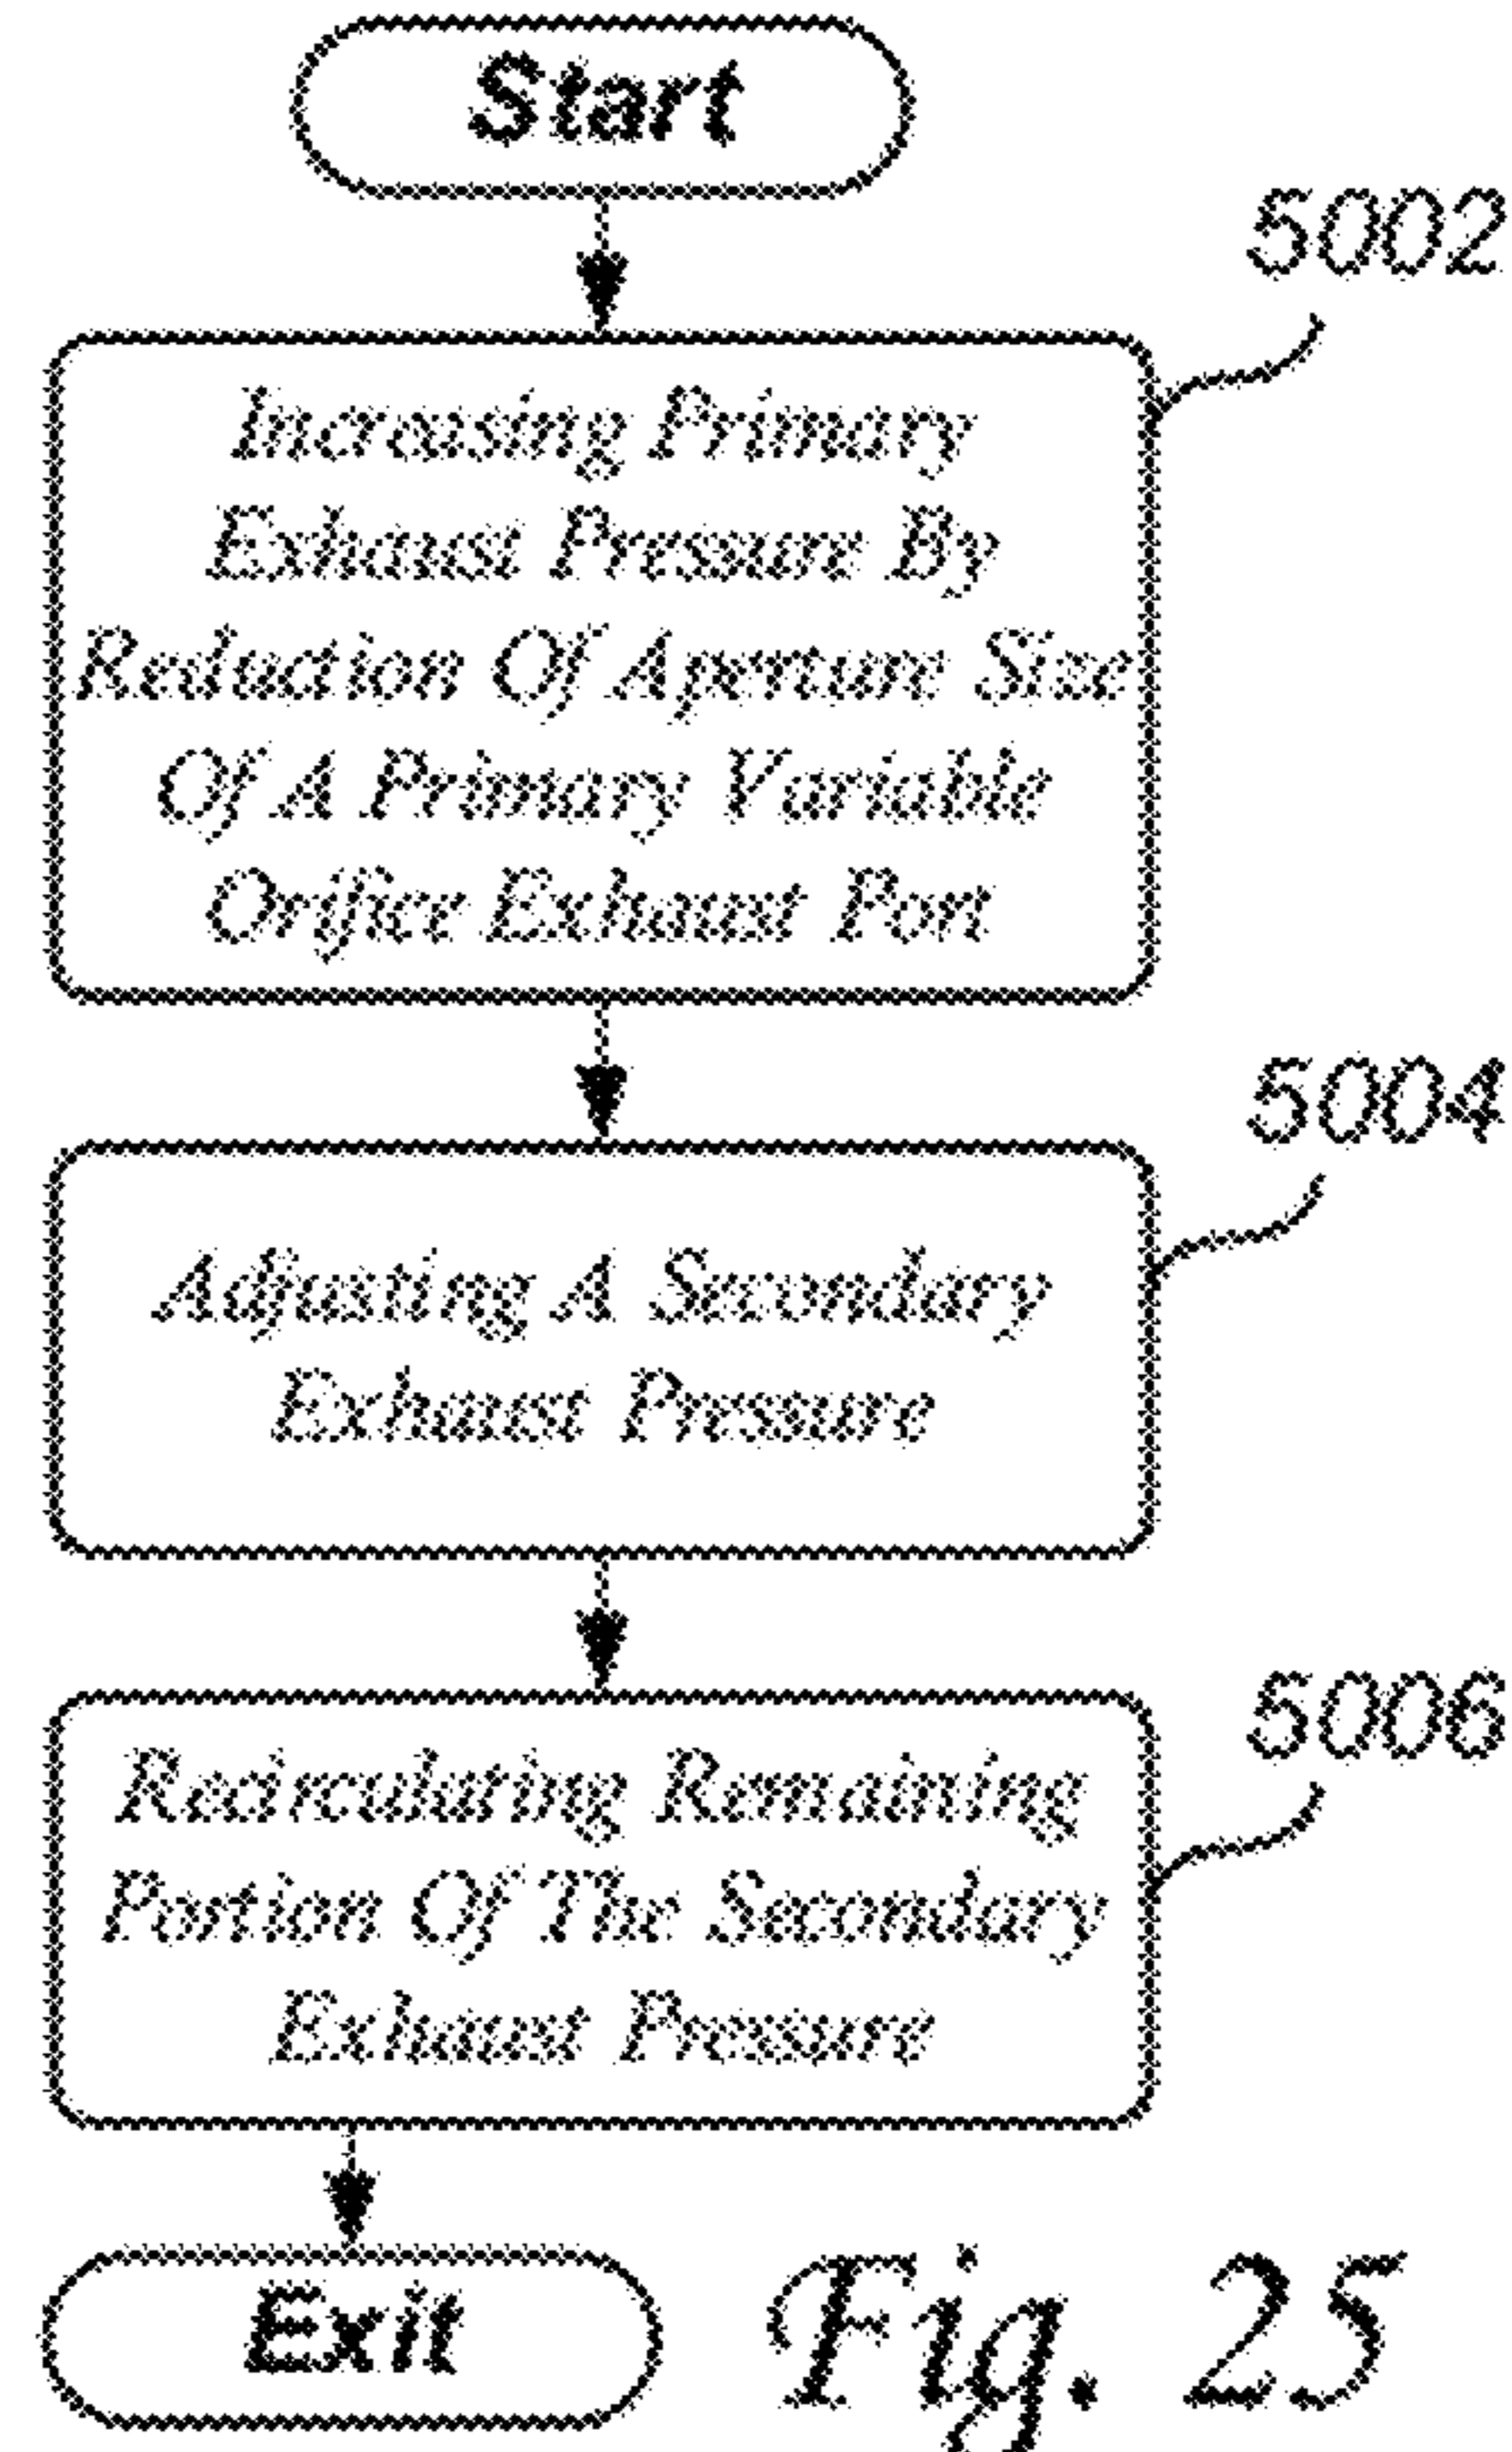 Start
5002
Increasing Primary
Exhaust Pressure By
Reduction Of Aperture Size
Of A Primary Variable
Orifice Exhaust Port
5004
Adjusting A Secondary
Exhaust Pressure
5006
Recirculating Remaining
Portion Of The Secondary
Exhaust Pressure
Exit
Fig. 25